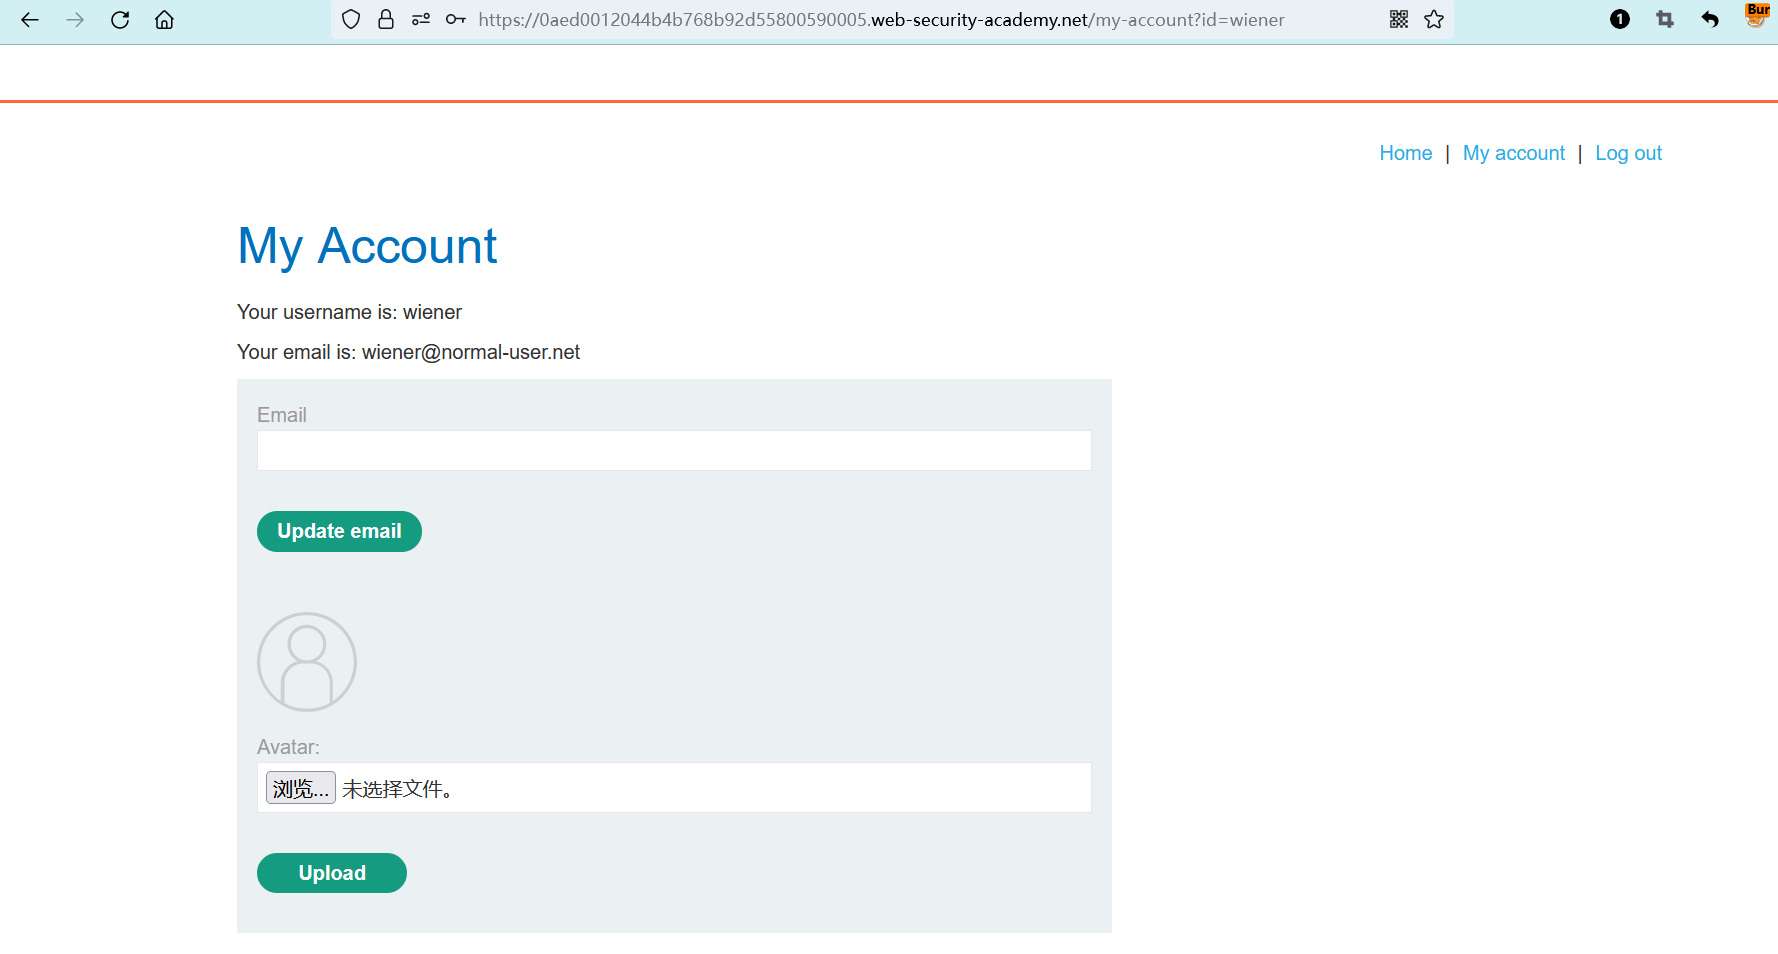 https://0aed0012044b4b768b92d55800590005.web-security-academy.net/my-account?id=wiener
1
Bur
Home | My account | Log out
My Account
Your username is: wiener
Your email is: wiener@normal-user.net
Email
Update email
Avatar:
浏览... 未选择文件。
Upload